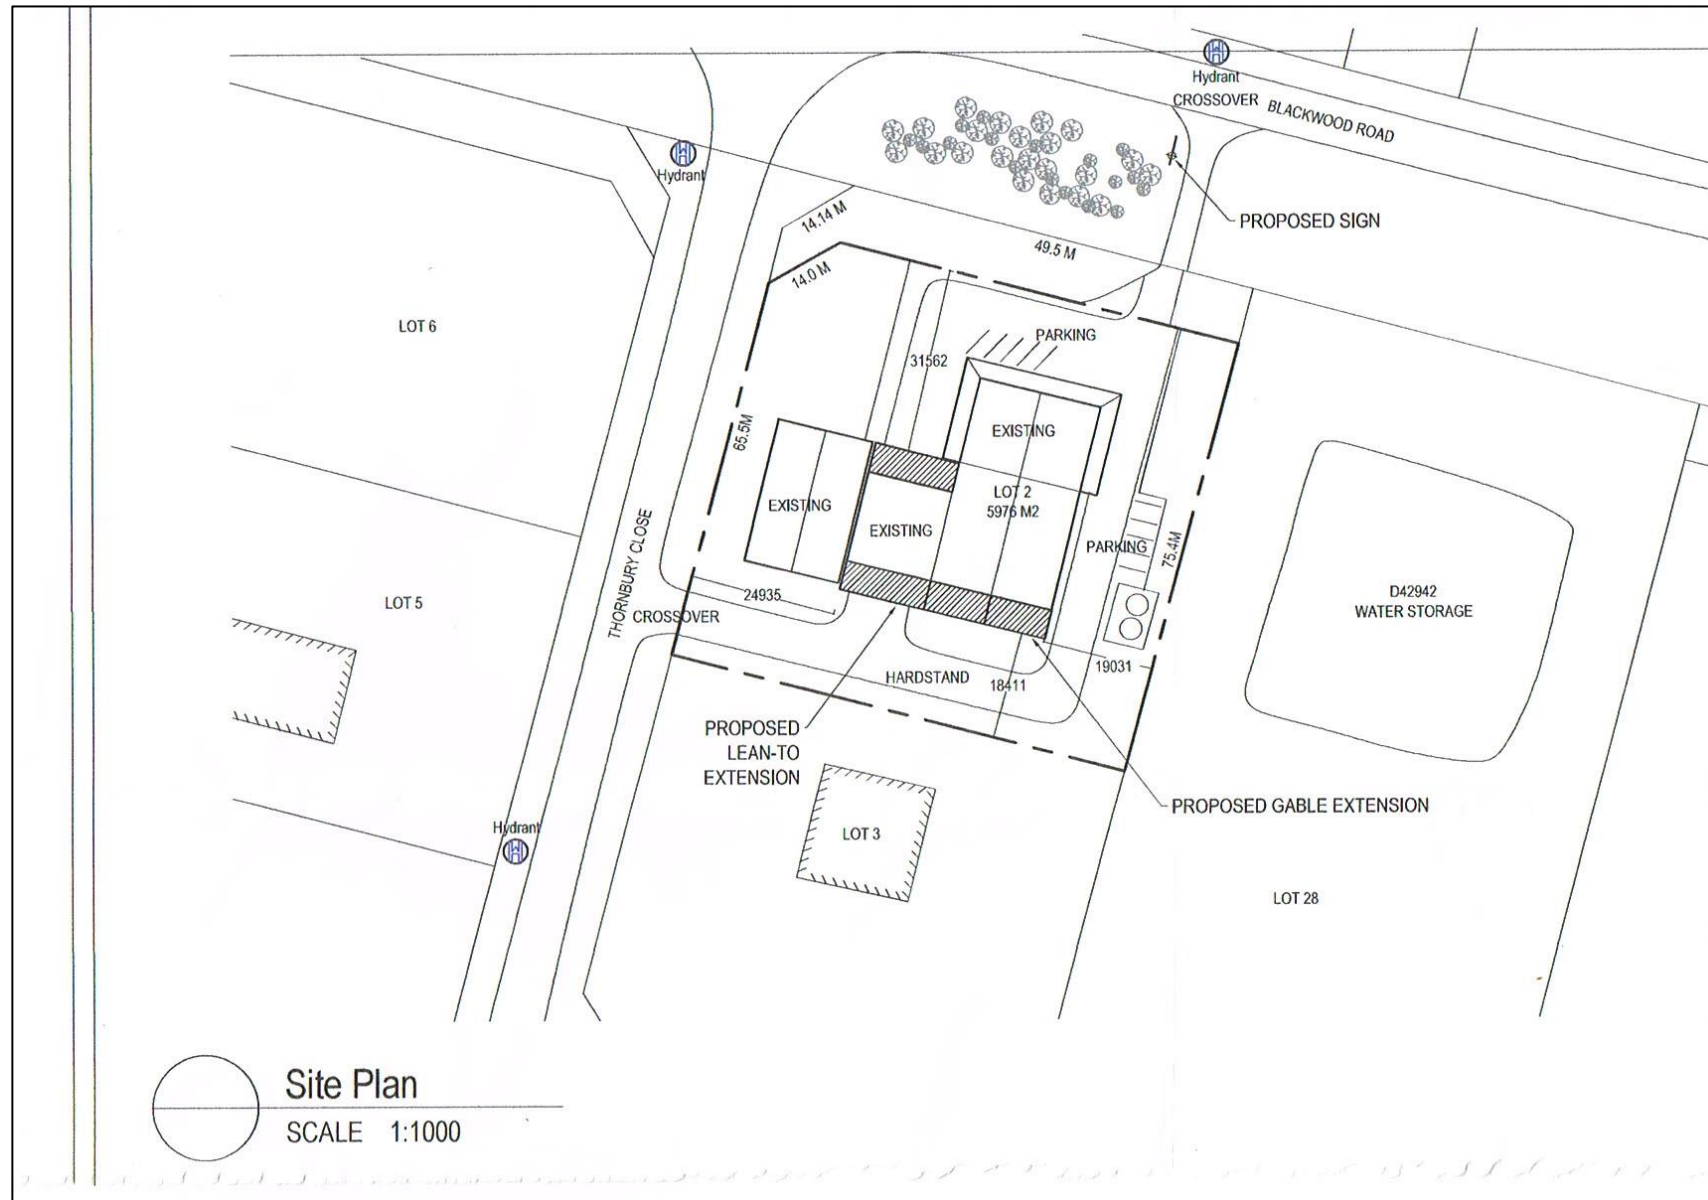 Hydrant
CROSSOVER
BLACKWOOD ROAD
Hydrant
PROPOSED SIGN
14.14 M
49.5 M
14.0 M
LOT 6
PARKING
31562
65.5M
EXISTING
LOT 2
5976 M2
EXISTING
EXISTING
PARKING
75.4M
THORNBURY CLOSE
D42942
WATER STORAGE
LOT 5
24935
CROSSOVER
HARDSTAND
18411
19031
PROPOSED
LEAN-TO
EXTENSION
PROPOSED GABLE EXTENSION
Hydrant
LOT 3
LOT 28
Site Plan
SCALE 1:1000